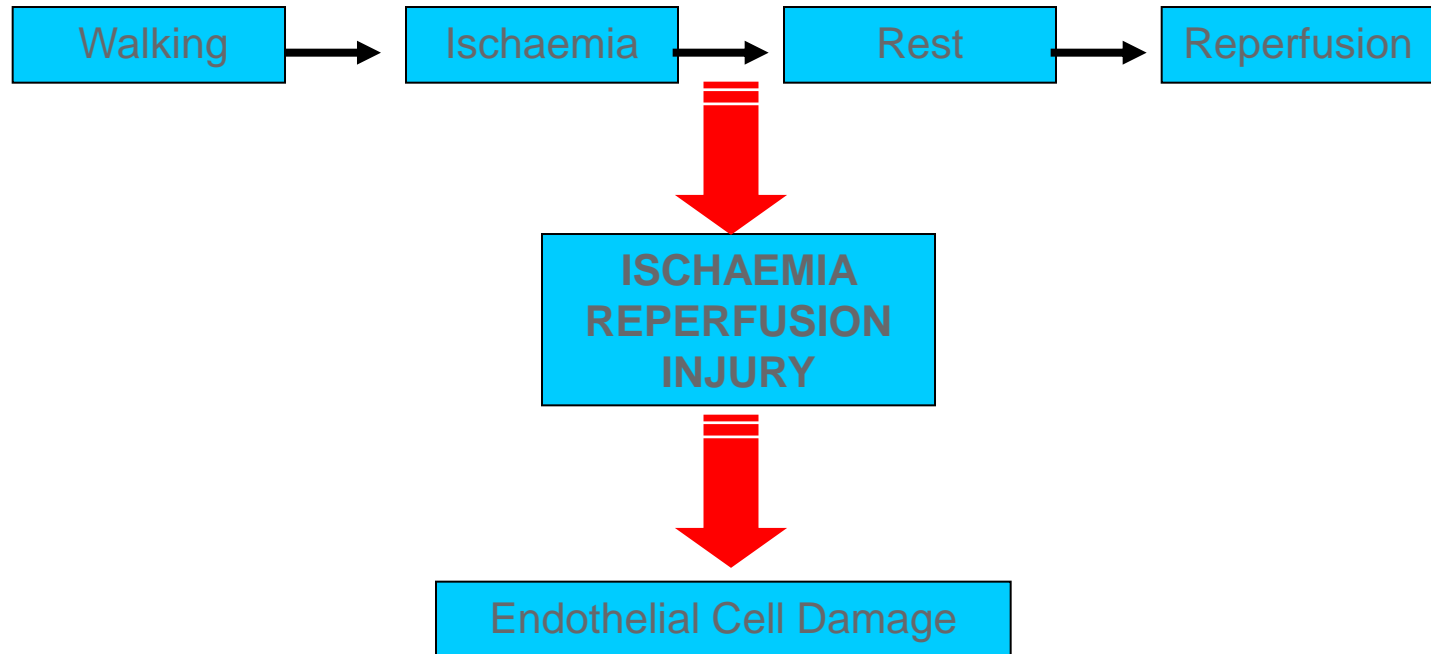 Walking
Ischaemia
Rest
Reperfusion
ISCHAEMIA
REPERFUSION
INJURY
Endothelial Cell Damage